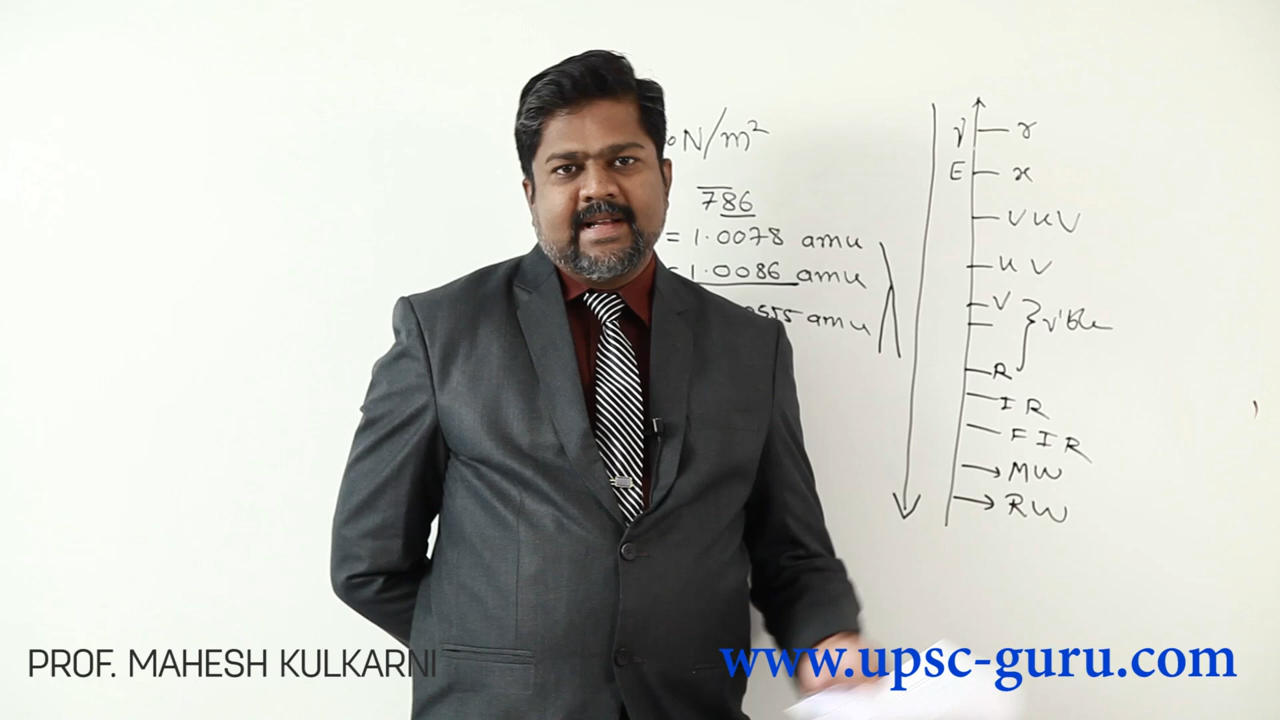 N/m²
786
= 1.0078 amu
= 1.0086 amu
amu
λ
ν
γ
E
x
VUV
UV
V
R
IR
FIR
MW
RW
PROF. MAHESH KULKARNI
www.upsc-guru.com